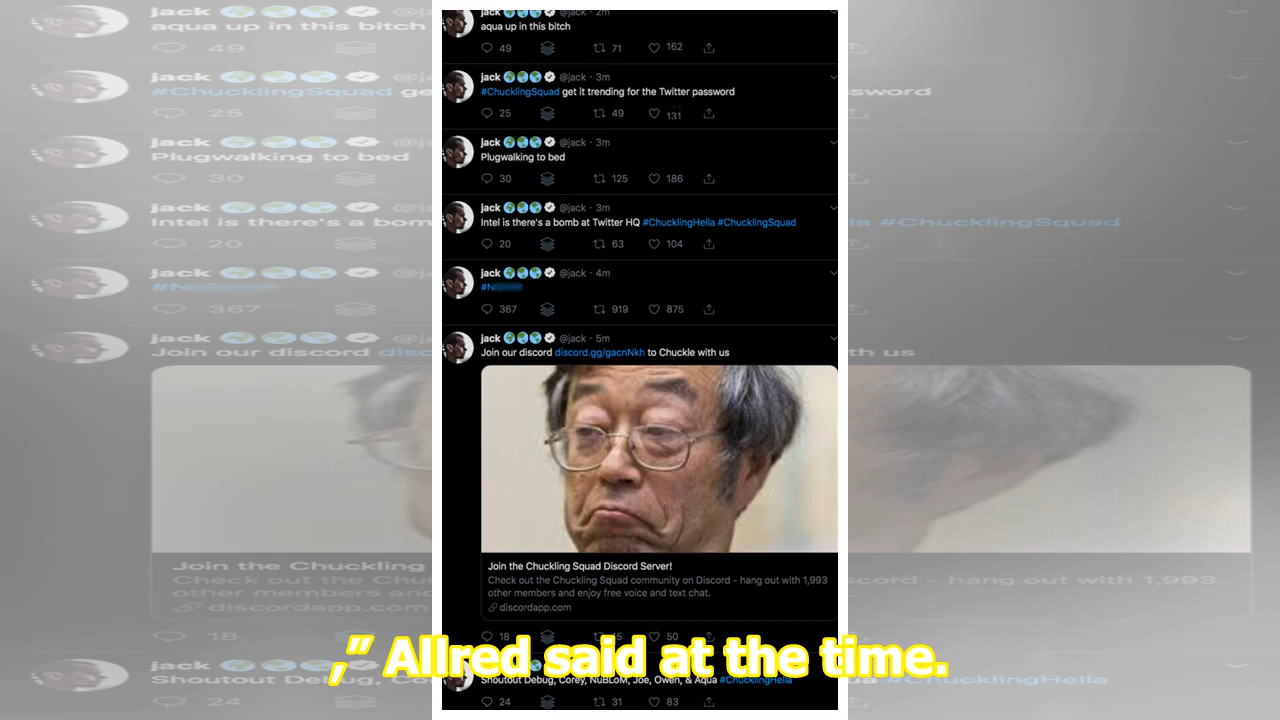 jack @jack · 2m
aqua up in this bitch
49 71 162
jack @jack · 3m
#ChucklingSquad get it trending for the Twitter password
25 49 131
jack @jack · 3m
Plugwalking to bed
30 125 186
jack @jack · 3m
Intel is there's a bomb at Twitter HQ #ChucklingHella #ChucklingSquad
20 63 104
jack @jack · 4m
367 919 875
jack @jack · 5m
Join our discord discord.gg/gacnNkh to Chuckle with us
Join the Chuckling Squad Discord Server!
Check out the Chuckling Squad community on Discord - hang out with 1,993
other members and enjoy free voice and text chat.
discordapp.com
18 50
,” Allred said at the time.
Shoutout Debug, Corey, NuBLoM, Joe, Owen, & Aqua #ChucklingHella
24 31 83